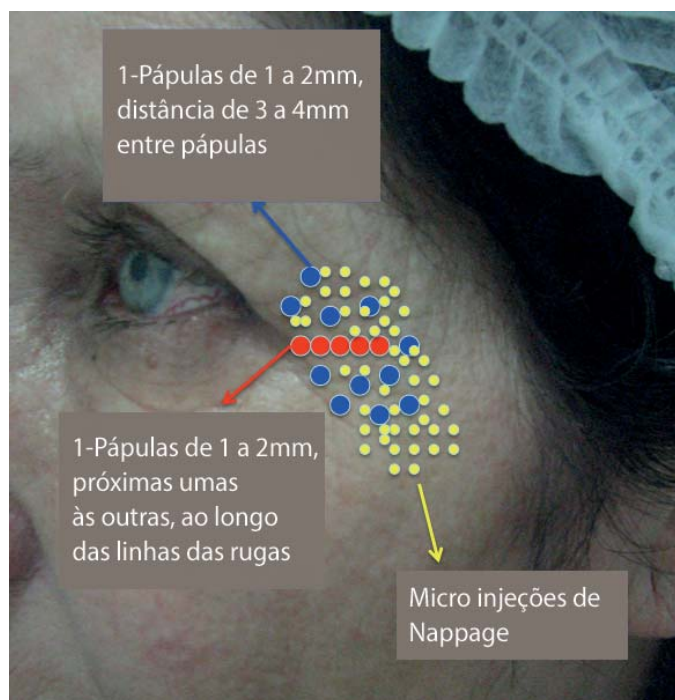 1-Pápulas de 1 a 2mm,
distância de 3 a 4mm
entre pápulas
1-Pápulas de 1 a 2mm,
próximas umas
às outras, ao longo
das linhas das rugas
Micro injeções de
Nappage